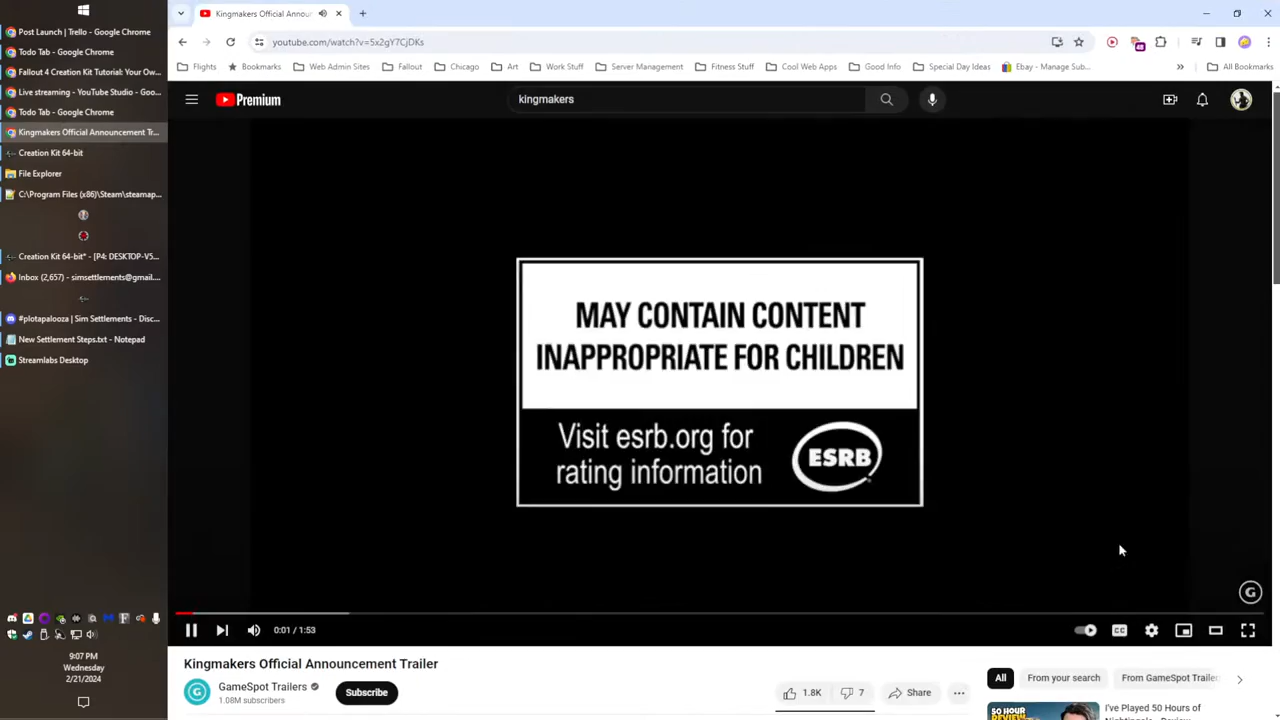 Post Launch | Trello - Google Chrome
Todo Tab - Google Chrome
Fallout 4 Creation Kit Tutorial: Your Ow...
Live streaming - YouTube Studio - Goo...
Todo Tab - Google Chrome
Kingmakers Official Announcement Tr...
Creation Kit 64-bit
File Explorer
C:\Program Files (x86)\Steam\steamap...
Creation Kit 64-bit* - [P4: DESKTOP-V5...
Inbox (2,657) - simsettlements@gmail....
#plotapalooza | Sim Settlements - Disc...
New Settlement Steps.txt - Notepad
Streamlabs Desktop
9:07 PM
Wednesday
2/21/2024
Kingmakers Official Annou
youtube.com/watch?v=5x2gY7CjDKs
Flights Bookmarks Web Admin Sites Fallout Chicago Art Work Stuff Server Management Fitness Stuff Cool Web Apps Good Info Special Day Ideas Ebay - Manage Sub... » All Bookmarks
Premium kingmakers
MAY CONTAIN CONTENT
INAPPROPRIATE FOR CHILDREN
Visit esrb.org for
rating information
ESRB
G
0:01 / 1:53 CC
Kingmakers Official Announcement Trailer
GameSpot Trailers
1.08M subscribers
Subscribe
1.8K 7 Share
All From your search From GameSpot Trailer
50 HOUR
REVIEW
I've Played 50 Hours of
Nightingale - Review